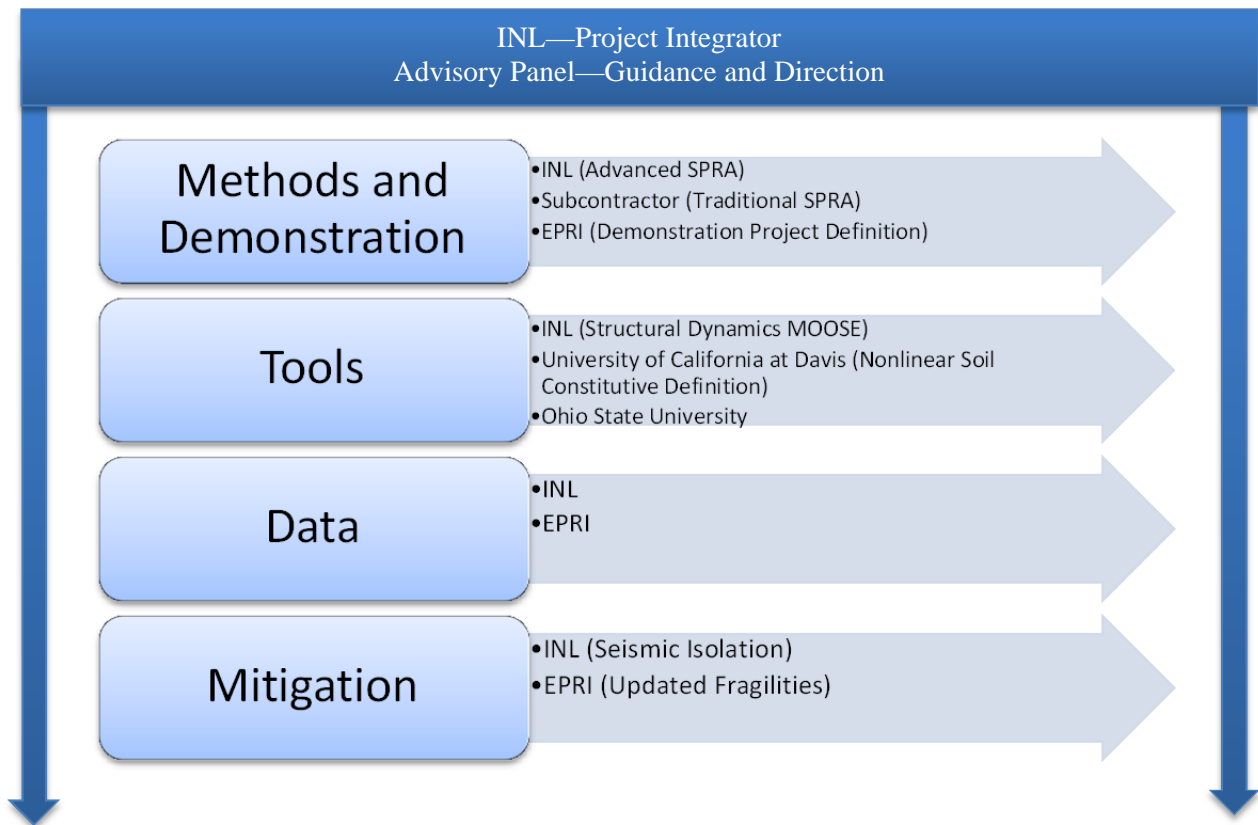 INL—Project Integrator
Advisory Panel—Guidance and Direction
Methods and
Demonstration
•INL (Advanced SPRA)
•Subcontractor (Traditional SPRA)
•EPRI (Demonstration Project Definition)
Tools
•INL (Structural Dynamics MOOSE)
•University of California at Davis (Nonlinear Soil
Constitutive Definition)
•Ohio State University
Data
•INL
•EPRI
Mitigation
•INL (Seismic Isolation)
•EPRI (Updated Fragilities)